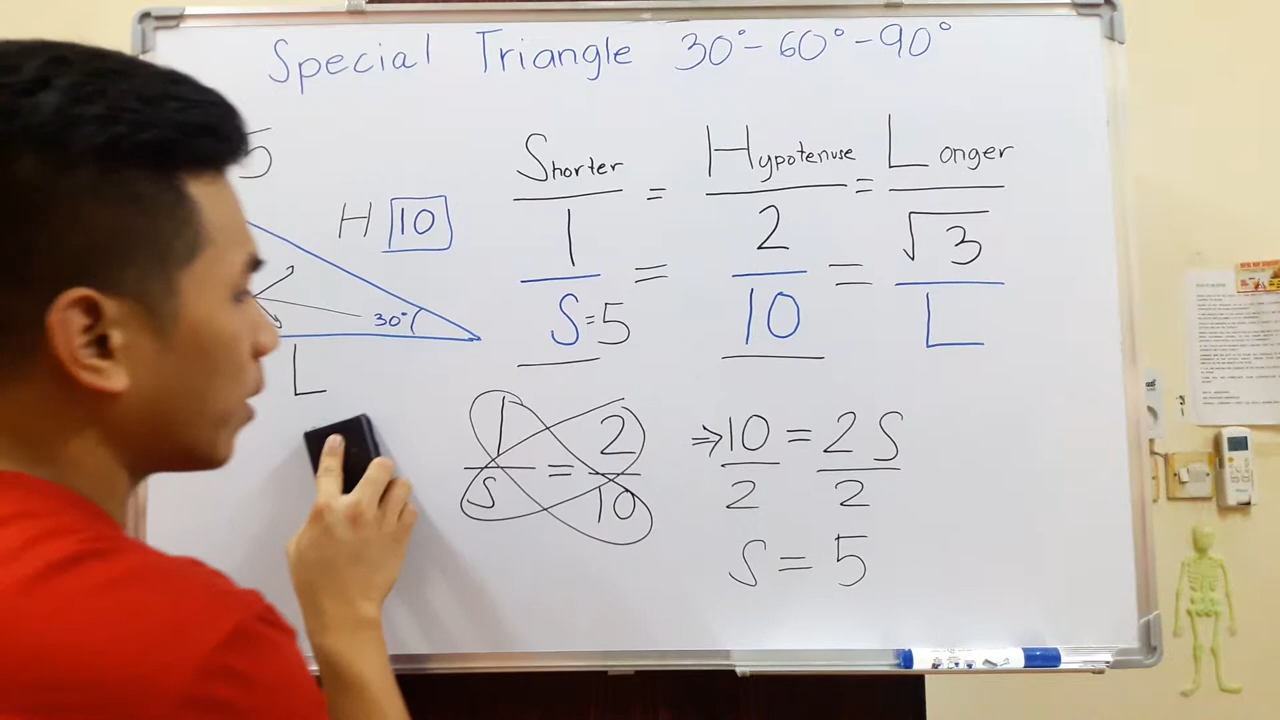 Special Triangle 30°-60°-90°
5
H 10
30°
L
Shorter = Hypotenuse = Longer
1 2 √3
S=5 = 10 = L
1 = 2 ⇒ 10 = 2S
S 10 2 2
S = 5